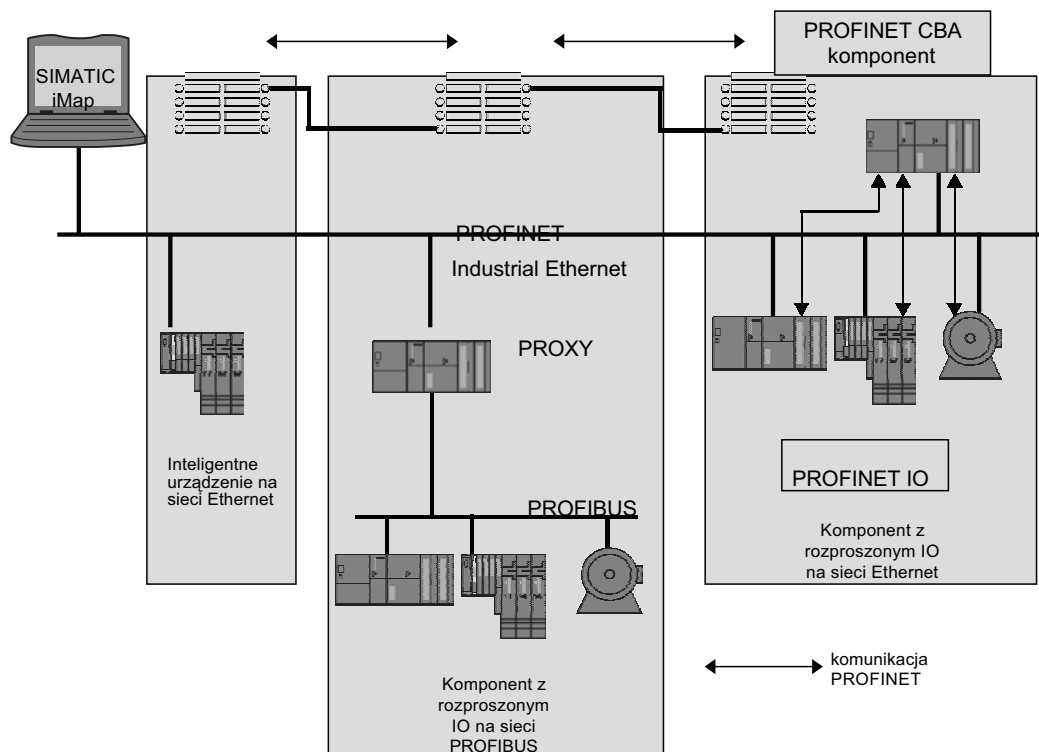 PROFINET CBA
komponent
SIMATIC
iMap
PROFINET
Industrial Ethernet
PROXY
Inteligentne
urządzenie na
sieci Ethernet
PROFINET IO
PROFIBUS
Komponent z
rozproszonym IO
na sieci Ethernet
komunikacja
PROFINET
Komponent z
rozproszonym
IO na sieci
PROFIBUS